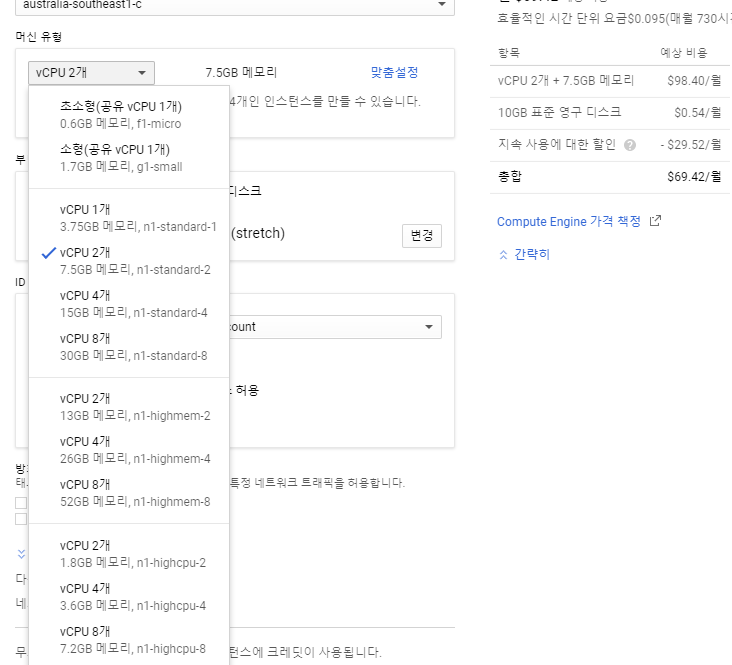 australia-southeast1-c
머신 유형
vCPU 2개
7.5GB 메모리
맞춤설정
4개인 인스턴스를 만들 수 있습니다.
초소형(공유 vCPU 1개)
0.6GB 메모리, f1-micro
소형(공유 vCPU 1개)
1.7GB 메모리, g1-small
vCPU 1개
3.75GB 메모리, n1-standard-1
vCPU 2개
7.5GB 메모리, n1-standard-2
vCPU 4개
15GB 메모리, n1-standard-4
vCPU 8개
30GB 메모리, n1-standard-8
vCPU 2개
13GB 메모리, n1-highmem-2
vCPU 4개
26GB 메모리, n1-highmem-4
vCPU 8개
52GB 메모리, n1-highmem-8
vCPU 2개
1.8GB 메모리, n1-highcpu-2
vCPU 4개
3.6GB 메모리, n1-highcpu-4
vCPU 8개
7.2GB 메모리, n1-highcpu-8
부
디스크
(stretch)
변경
ID
count
허용
방
특정 네트워크 트래픽을 허용합니다.
다
네
무
턴스에 크레딧이 사용됩니다.
효율적인 시간 단위 요금$0.095(매월 730시
항목 예상 비용
vCPU 2개 + 7.5GB 메모리 $98.40/월
10GB 표준 영구 디스크 $0.54/월
지속 사용에 대한 할인 - $29.52/월
총합 $69.42/월
Compute Engine 가격 책정
간략히